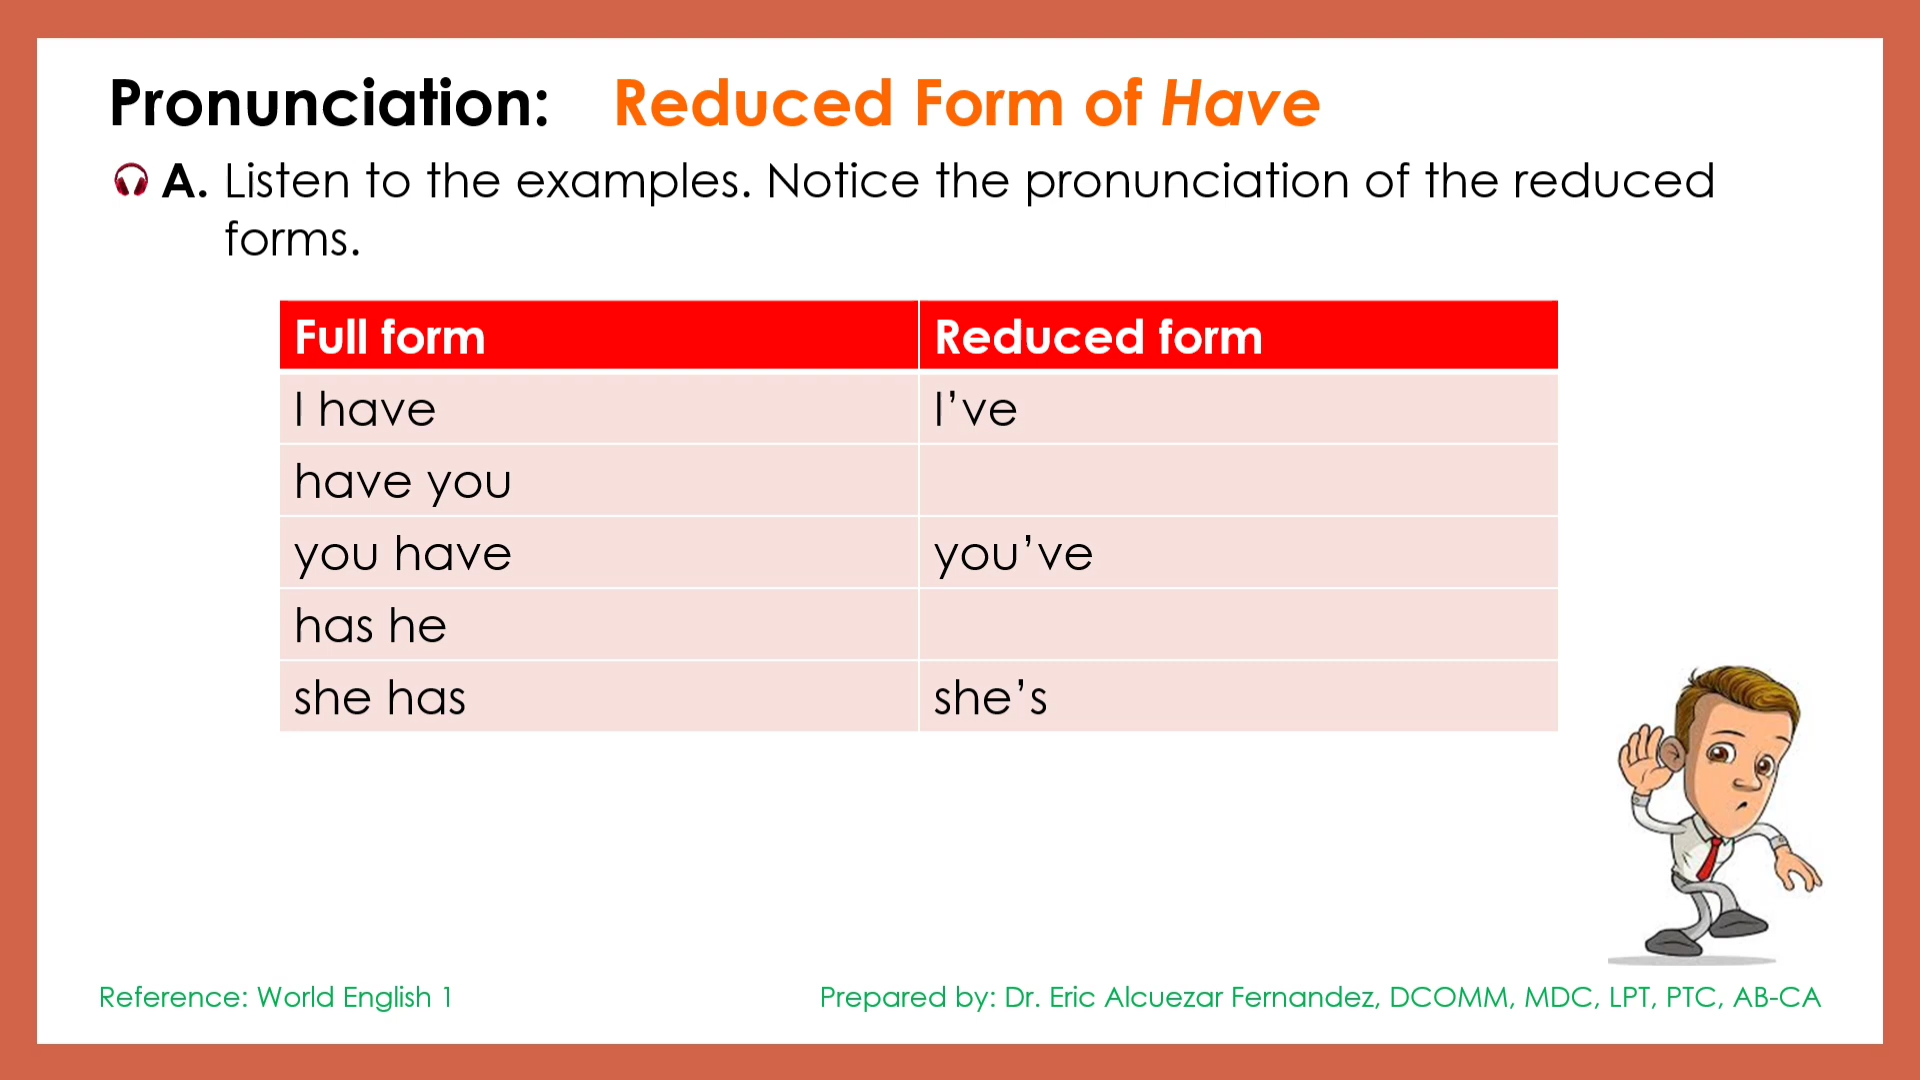 Pronunciation: Reduced Form of Have
A. Listen to the examples. Notice the pronunciation of the reduced
forms.
Full form Reduced form
I have I’ve
have you
you have you’ve
has he
she has she’s
Reference: World English 1 Prepared by: Dr. Eric Alcuezar Fernandez, DCOMM, MDC, LPT, PTC, AB-CA